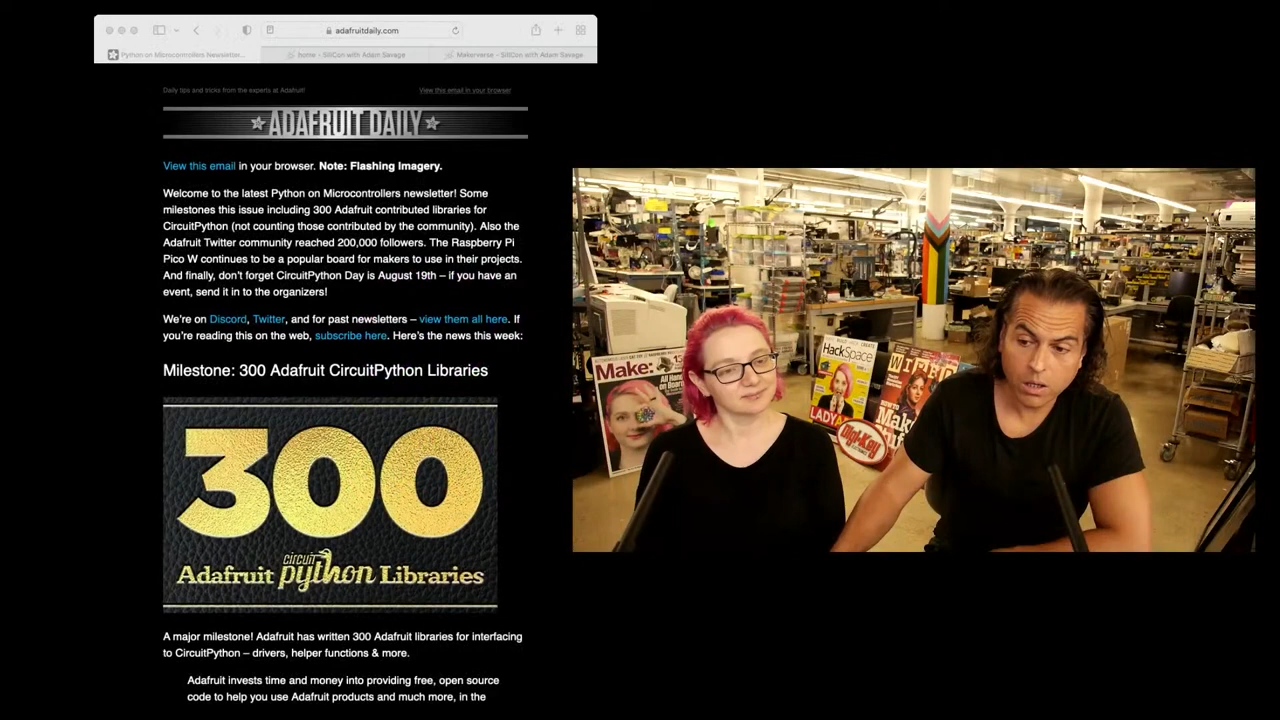 adafruitdaily.com
Python on Microcontrollers Newslette...
home - SiliCon with Adam Savage
Makerverse - SiliCon with Adam Savage
Daily tips and tricks from the experts at Adafruit!
View this email in your browser
ADAFRUIT DAILY
View this email in your browser. Note: Flashing Imagery.
Welcome to the latest Python on Microcontrollers newsletter! Some
milestones this issue including 300 Adafruit contributed libraries for
CircuitPython (not counting those contributed by the community). Also the
Adafruit Twitter community reached 200,000 followers. The Raspberry Pi
Pico W continues to be a popular board for makers to use in their projects.
And finally, don't forget CircuitPython Day is August 19th – if you have an
event, send it in to the organizers!
We're on Discord, Twitter, and for past newsletters – view them all here. If
you're reading this on the web, subscribe here. Here's the news this week:
Milestone: 300 Adafruit CircuitPython Libraries
300
Adafruit circuit python Libraries
A major milestone! Adafruit has written 300 Adafruit libraries for interfacing
to CircuitPython – drivers, helper functions & more.
Adafruit invests time and money into providing free, open source
code to help you use Adafruit products and much more, in the
Make:
HackSpace
LADY
WIRED
Digi-Key